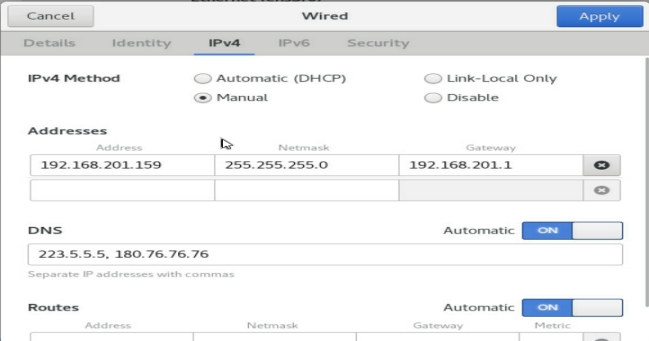 Cancel Wired Apply
Details Identity IPv4 IPv6 Security
IPv4 Method Automatic (DHCP) Link-Local Only
Manual Disable
Addresses
Address Netmask Gateway
192.168.201.159 255.255.255.0 192.168.201.1
DNS Automatic ON
223.5.5.5, 180.76.76.76
Separate IP addresses with commas
Routes Automatic ON
Address Netmask Gateway Metric